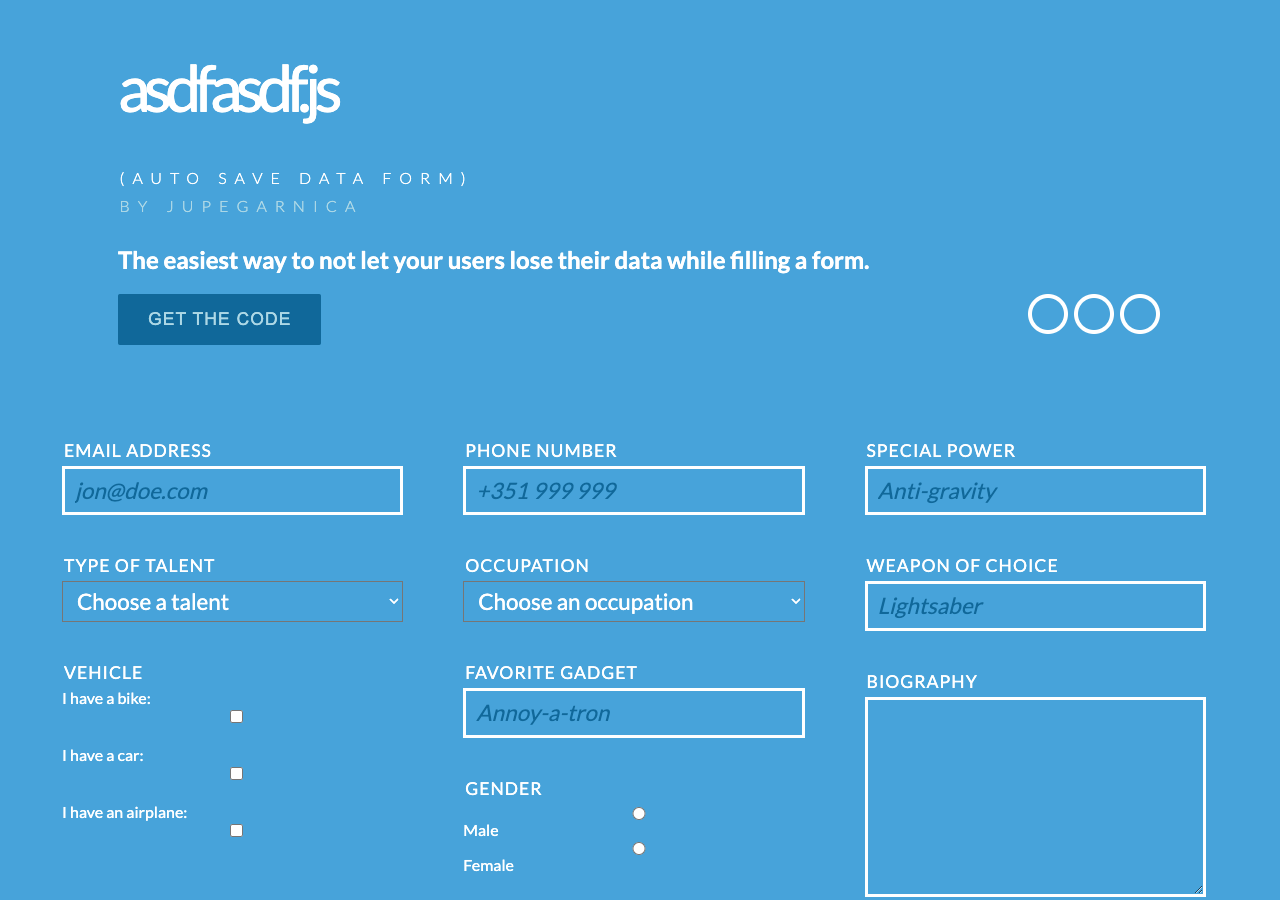 asdfasdf.js
(AUTO SAVE DATA FORM)
BY JUPEGARNICA
The easiest way to not let your users lose their data while filling a form.
GET THE CODE
EMAIL ADDRESS
jon@doe.com
PHONE NUMBER
+351 999 999
SPECIAL POWER
Anti-gravity
TYPE OF TALENT
Choose a talent
OCCUPATION
Choose an occupation
WEAPON OF CHOICE
Lightsaber
VEHICLE
I have a bike:
I have a car:
I have an airplane:
FAVORITE GADGET
Annoy-a-tron
GENDER
Male
Female
BIOGRAPHY